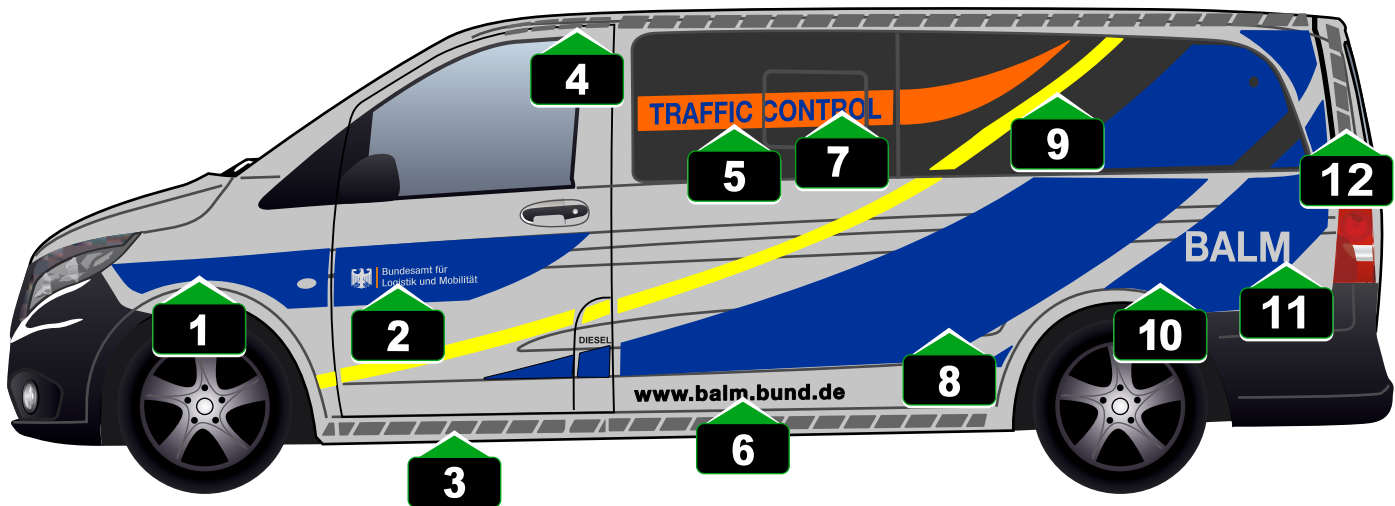 4
TRAFFIC CONTROL
9
5
7
12
BALM
Bundesamt für
Logistik und Mobilität
1
2
11
10
DIESEL
8
www.balm.bund.de
6
3